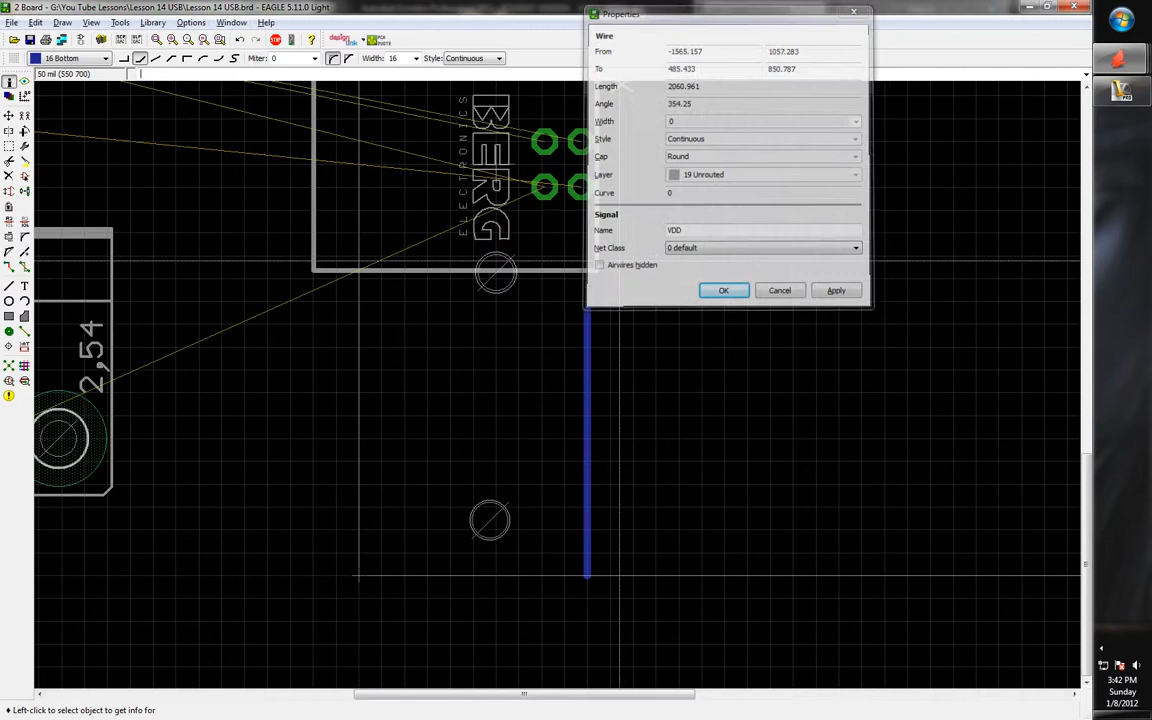 2 Board - G:\You Tube Lessons\Lesson 14 USB\Lesson 14 USB.brd - EAGLE 5.11.0 Light
File Edit Draw View Tools Library Options Window Help
16 Bottom Miter: 0 Width: 16 Style: Continuous
50 mil (550 700)
Properties
Wire
From -1565.157 1057.283
To 485.433 850.787
Length 2060.961
Angle 354.25
Width 0
Style Continuous
Cap Round
Layer 19 Unrouted
Curve 0
Signal
Name VDD
Net Class 0 default
Airwires hidden
OK Cancel Apply
BERG
ELECTRONICS
2,54
Left-click to select object to get info for
3:42 PM
Sunday
1/8/2012